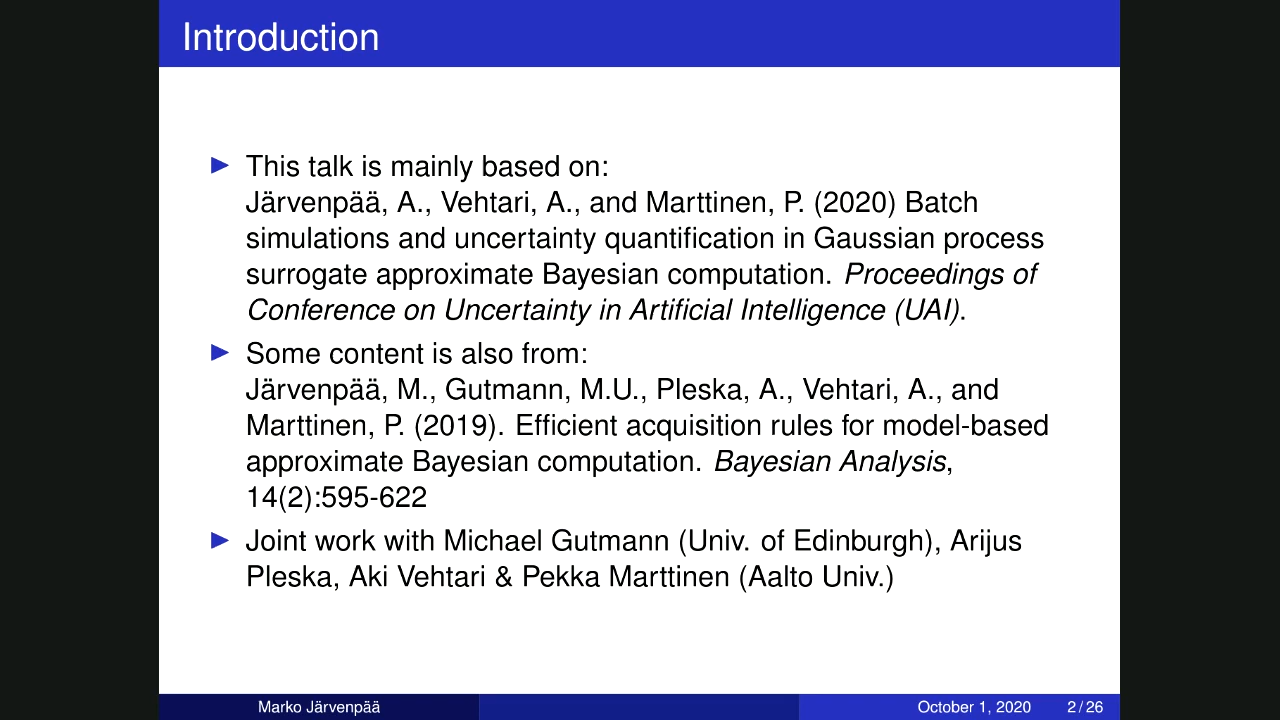 Introduction
This talk is mainly based on:
Järvenpää, A., Vehtari, A., and Marttinen, P. (2020) Batch
simulations and uncertainty quantification in Gaussian process
surrogate approximate Bayesian computation. Proceedings of
Conference on Uncertainty in Artificial Intelligence (UAI).
Some content is also from:
Järvenpää, M., Gutmann, M.U., Pleska, A., Vehtari, A., and
Marttinen, P. (2019). Efficient acquisition rules for model-based
approximate Bayesian computation. Bayesian Analysis,
14(2):595-622
Joint work with Michael Gutmann (Univ. of Edinburgh), Arijus
Pleska, Aki Vehtari & Pekka Marttinen (Aalto Univ.)
Marko Järvenpää October 1, 2020 2 / 26